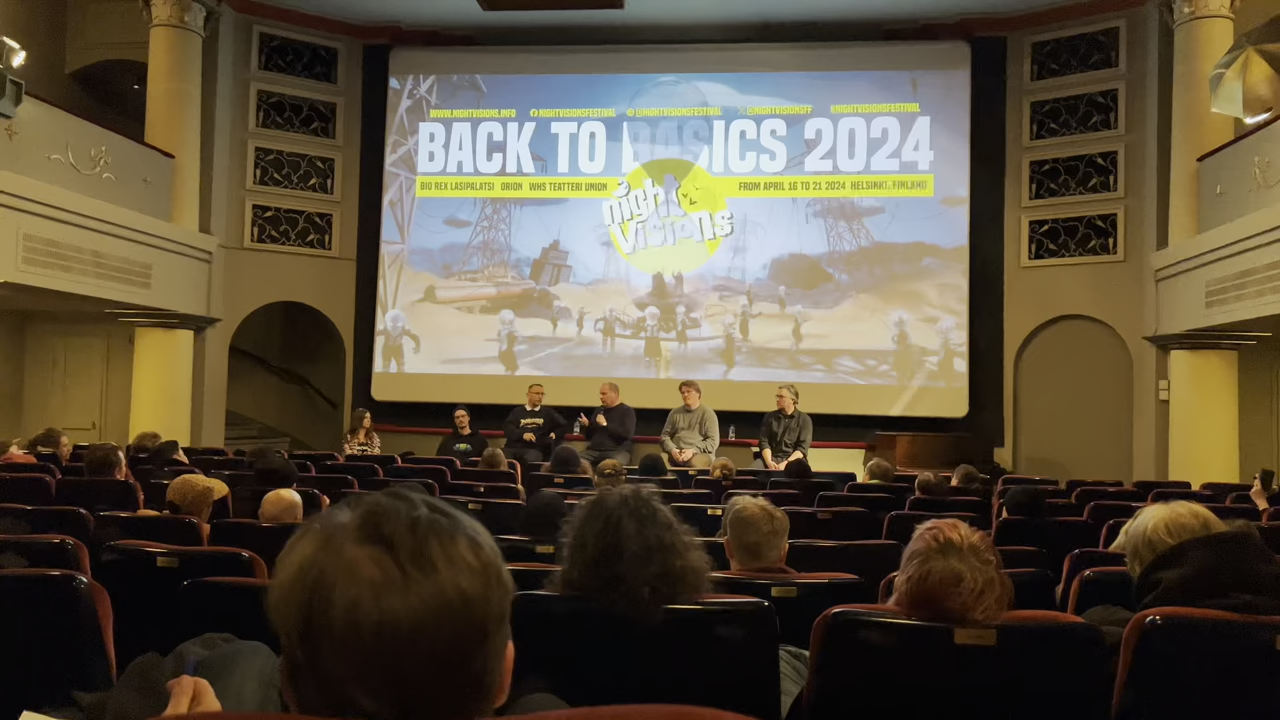 WWW.NIGHTVISIONS.INFO NIGHTVISIONSFESTIVAL @NIGHTVISIONSFESTIVAL @NIGHTVISIONSFF #NIGHTVISIONSFESTIVAL
BACK TO BASICS 2024
BIO REX LASIPALATSI ORION WHS TEATTERI UNION FROM APRIL 16 TO 21 2024 HELSINKI, FINLAND
night
visions